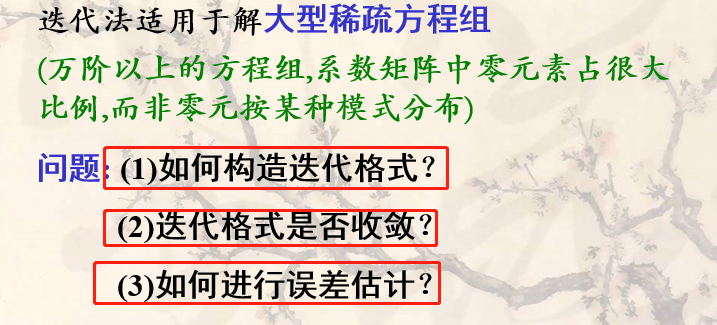 迭代法适用于解大型稀疏方程组
(万阶以上的方程组,系数矩阵中零元素占很大
比例,而非零元按某种模式分布)
问题: (1)如何构造迭代格式？
(2)迭代格式是否收敛？
(3)如何进行误差估计？